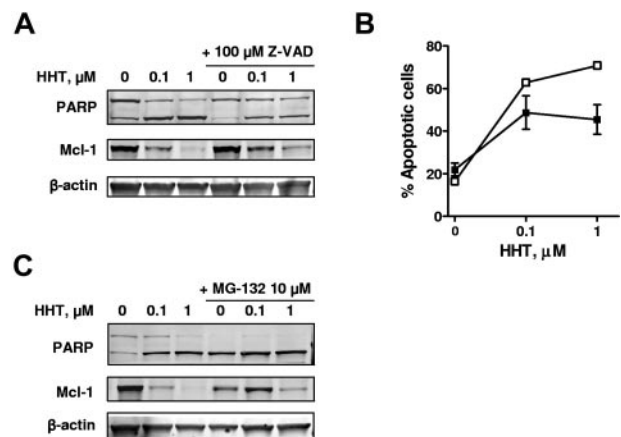 A
+ 100 µM Z-VAD
HHT, µM 0 0.1 1 0 0.1 1
PARP
Mcl-1
β-actin
B
80
60
40
20
0
% Apoptotic cells
0 0.1 1
HHT, µM
C
+ MG-132 10 µM
HHT, µM 0 0.1 1 0 0.1 1
PARP
Mcl-1
β-actin